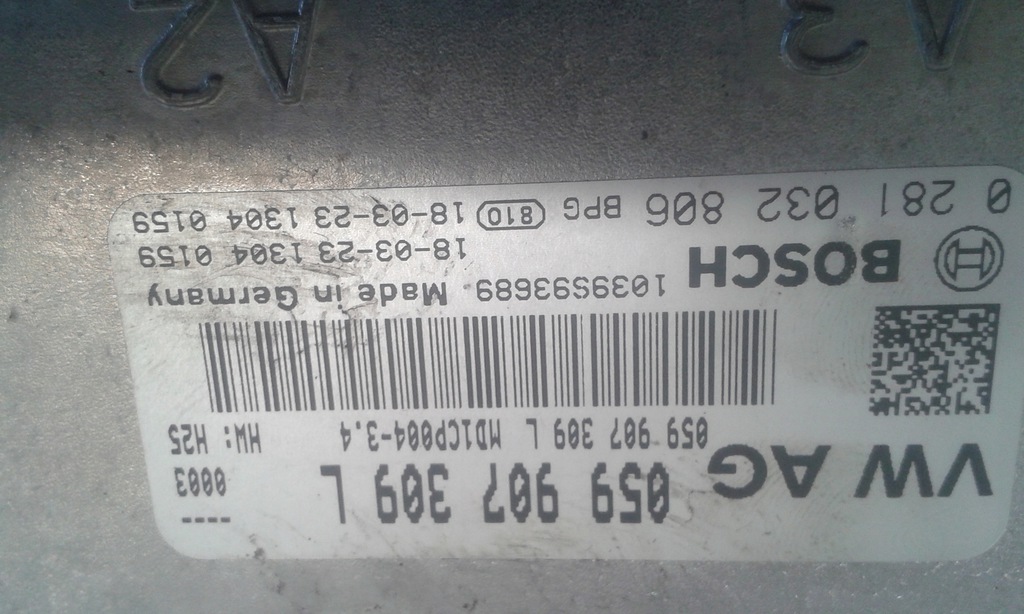 VW AG 059 907 309 L
----
0003
059 907 309 L MD1CP004-3.4 HW: H25
1039S93689 Made in Germany
BOSCH 18-03-23 1304 0159
0 281 032 806 BPG 810 18-03-23 1304 0159
A3 A2